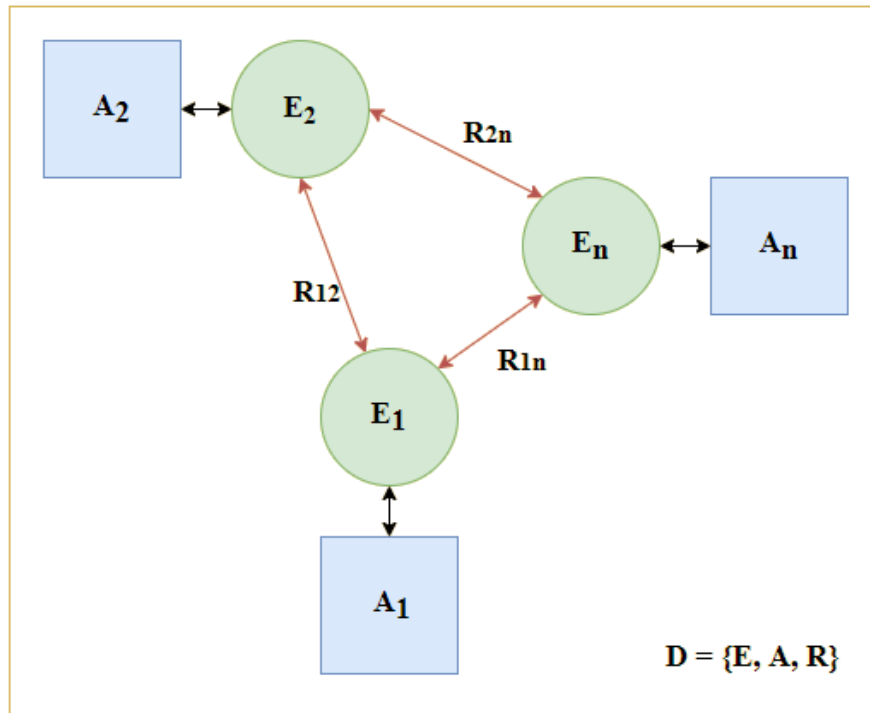 A₂
E₂
R₂ₙ
Eₙ
Aₙ
R₁₂
R₁ₙ
E₁
A₁
D = {E, A, R}